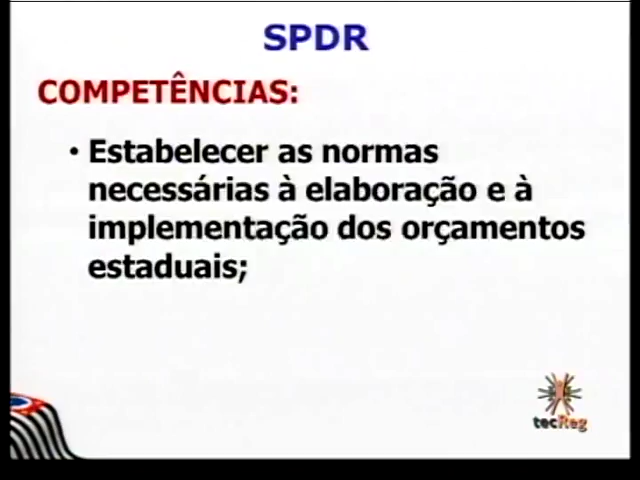 SPDR
COMPETÊNCIAS:
• Estabelecer as normas
necessárias à elaboração e à
implementação dos orçamentos
estaduais;
tecReg